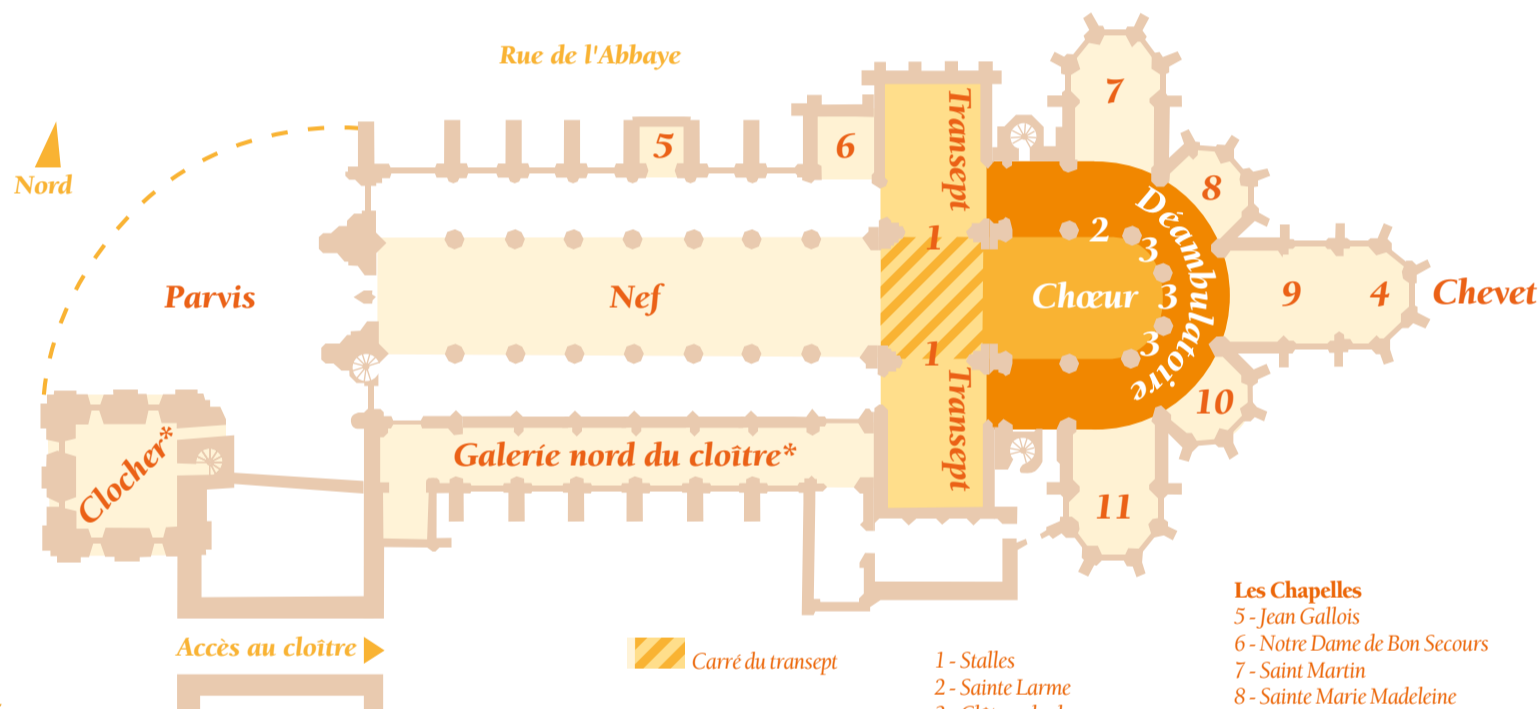 Rue de l'Abbaye
Nord
Parvis
Nef
Transept
Transept
Chœur
Déambulatoire
Chevet
Clocher*
Galerie nord du cloître*
5
6
7
8
1
2
3
3
3
9
4
1
10
11
Accès au cloître
Carré du transept
1 - Stalles
2 - Sainte Larme
Les Chapelles
5 - Jean Gallois
6 - Notre Dame de Bon Secours
7 - Saint Martin
8 - Sainte Marie Madeleine